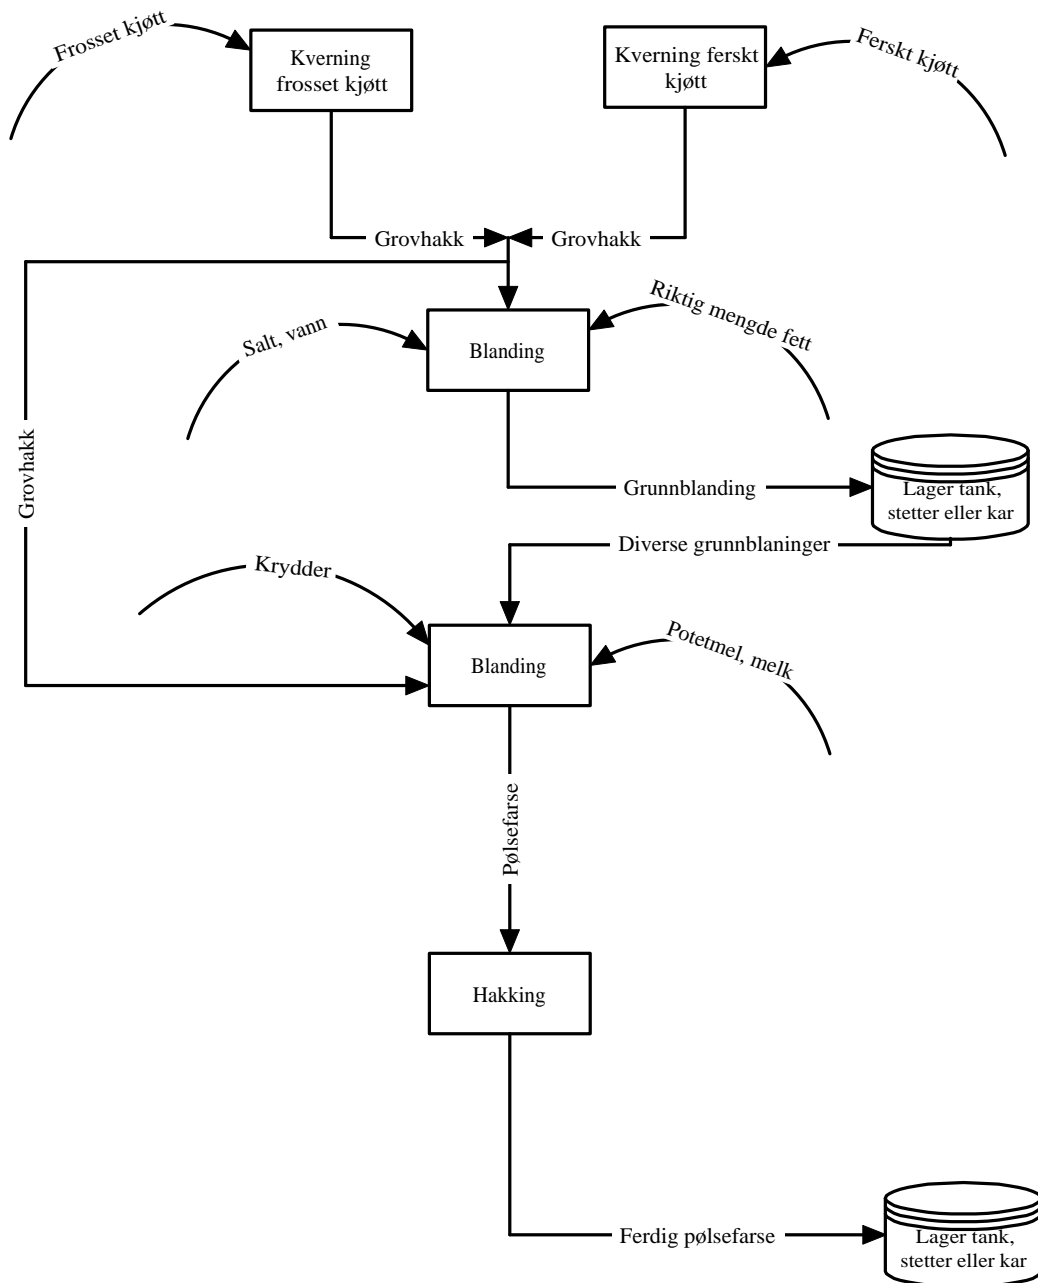 Frosset kjøtt
Kverning
frosset kjøtt
Kverning ferskt
kjøtt
Ferskt kjøtt
Grovhakk
Grovhakk
Salt, vann
Blanding
Riktig mengde fett
Grovhakk
Grunnblanding
Lager tank,
stetter eller kar
Diverse grunnblaninger
Krydder
Blanding
Potetmel, melk
Pølsefarse
Hakking
Ferdig pølsefarse
Lager tank,
stetter eller kar